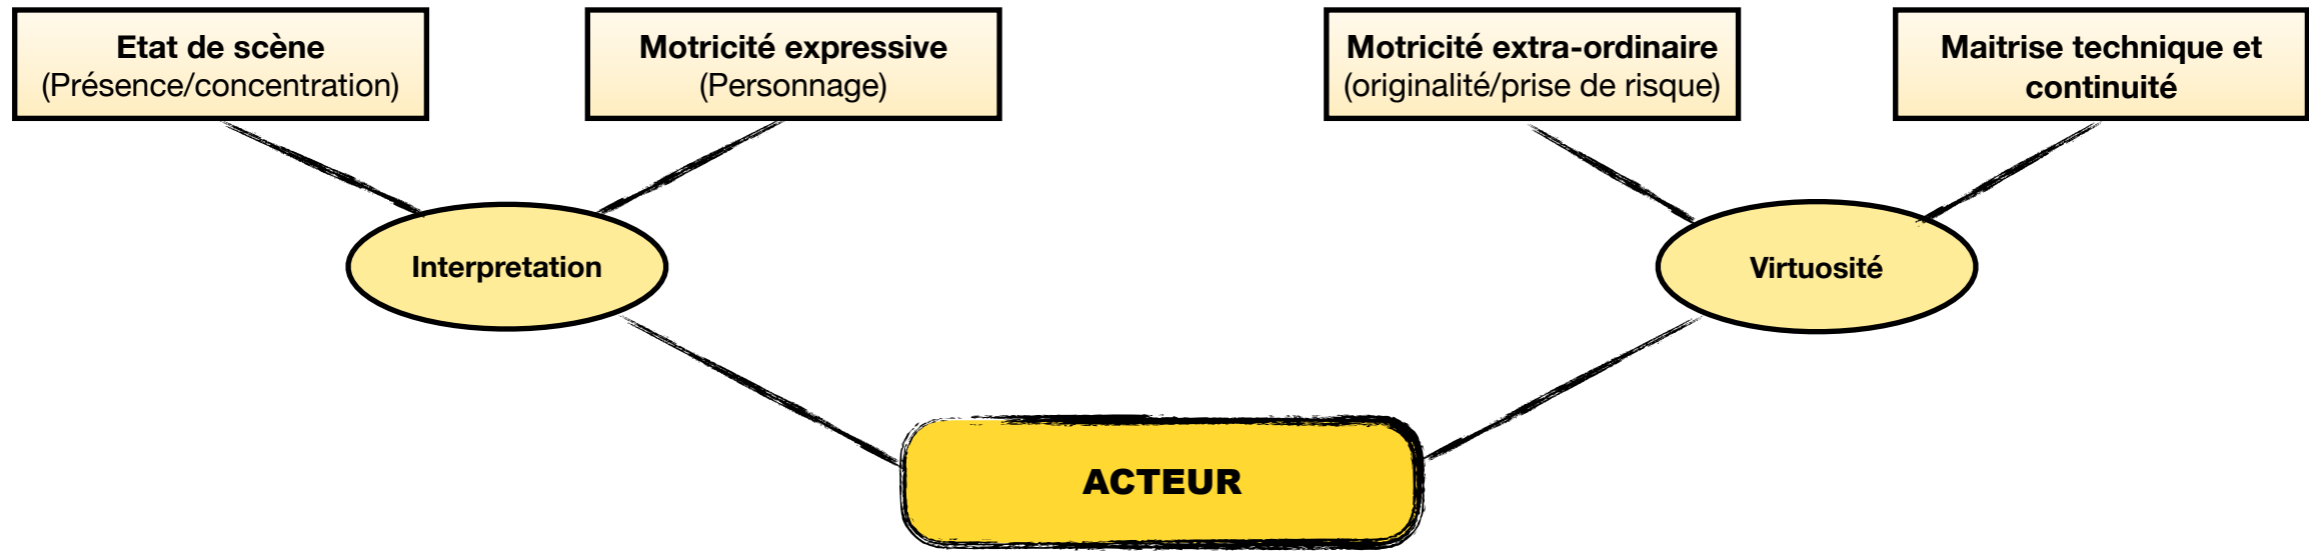 Etat de scène
(Présence/concentration)
Motricité expressive
(Personnage)
Motricité extra-ordinaire
(originalité/prise de risque)
Maitrise technique et
continuité
Interpretation
Virtuosité
ACTEUR